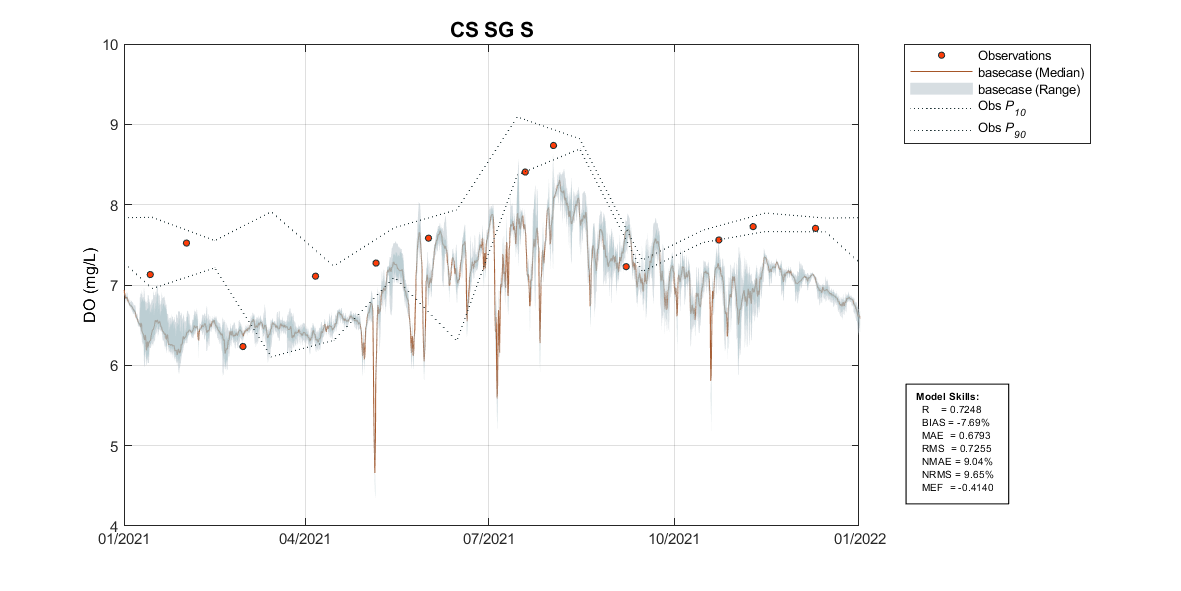 CS SG S
DO (mg/L)
10
9
8
7
6
5
4
01/2021
04/2021
07/2021
10/2021
01/2022
Observations
basecase (Median)
basecase (Range)
Obs P10
Obs P90
Model Skills:
R = 0.7248
BIAS = -7.69%
MAE = 0.6793
RMS = 0.7255
NMAE = 9.04%
NRMS = 9.65%
MEF = -0.4140